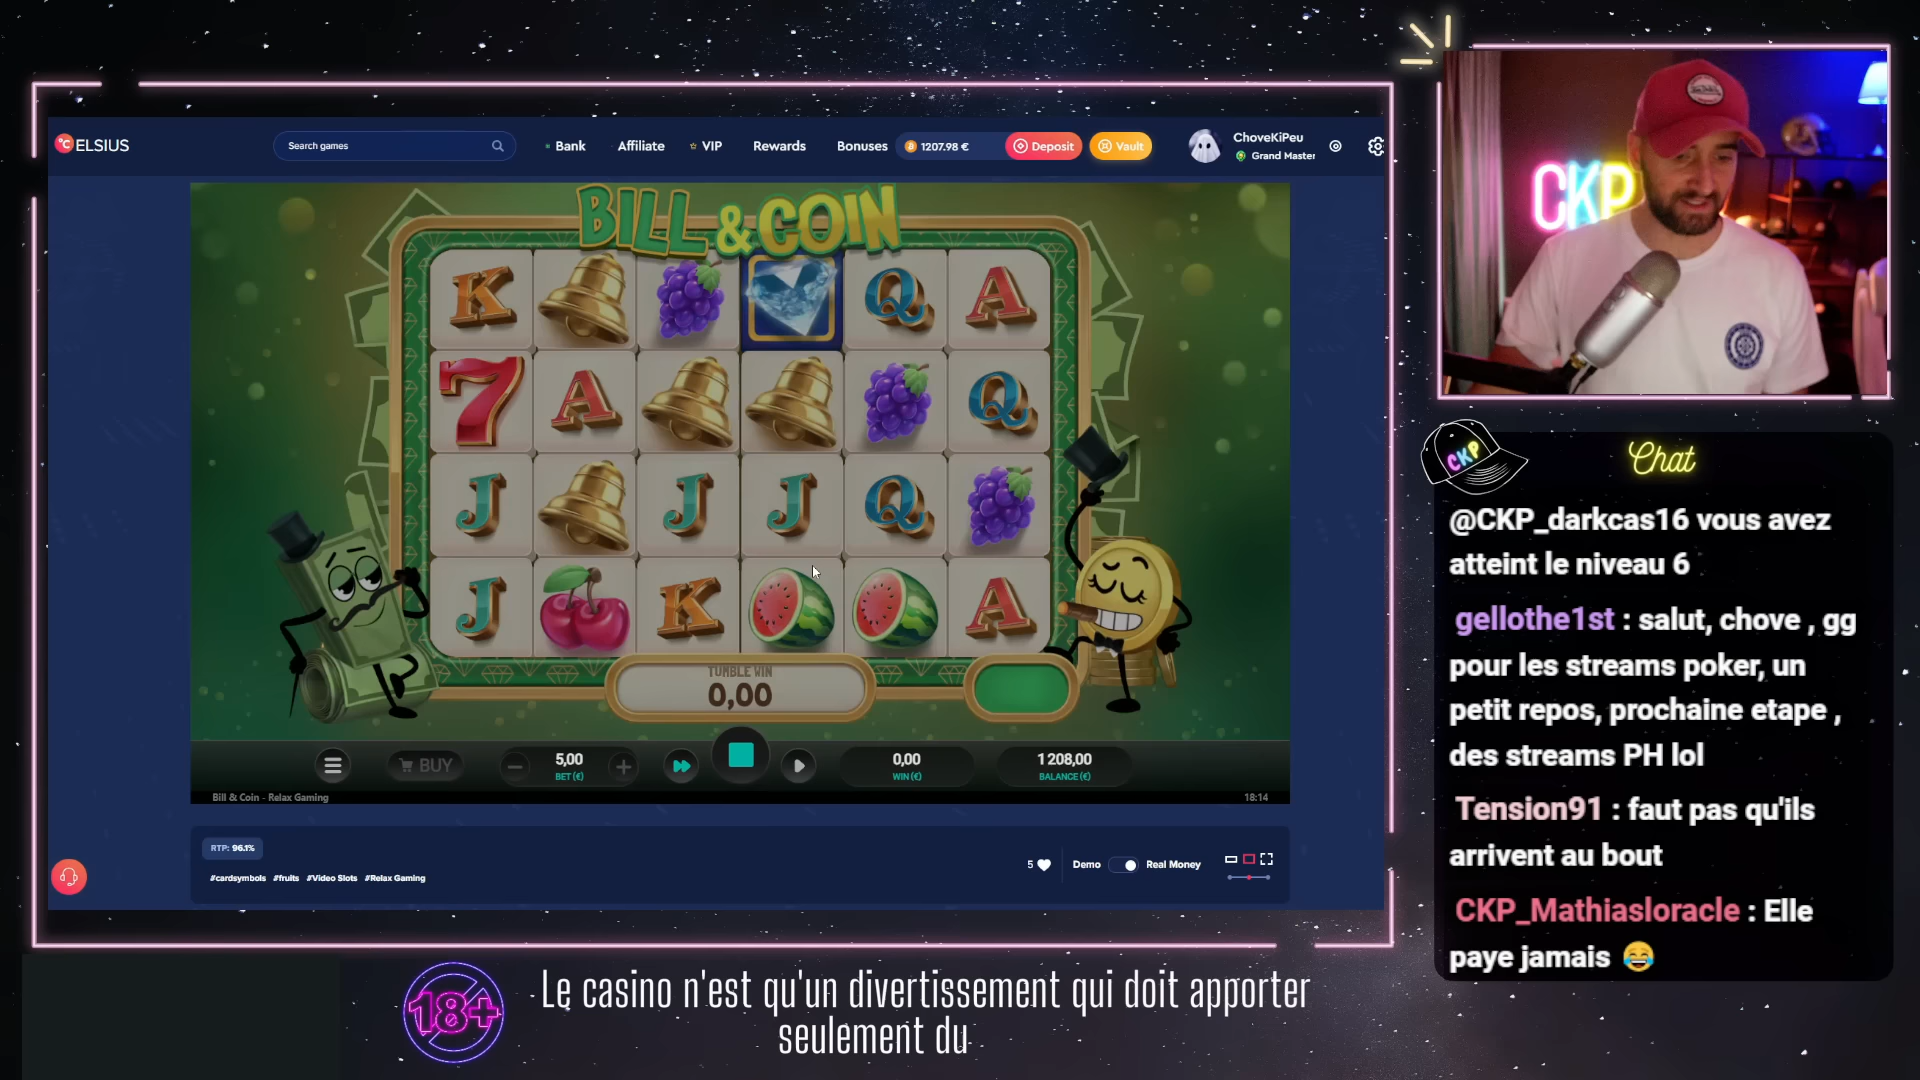 °C ELSIUS
Search games
Bank
Affiliate
VIP
Rewards
Bonuses
1207.98 €
Deposit
Vault
ChoveKiPeu
Grand Master
BILL & COIN
K
Q
A
7
A
Q
J
J
J
Q
J
K
A
TUMBLE WIN
0,00
BUY
5,00
BET (€)
0,00
WIN (€)
1 208,00
BALANCE (€)
Bill & Coin - Relax Gaming
18:14
RTP: 96.1%
#cardsymbols #fruits #Video Slots #Relax Gaming
5
Demo
Real Money
CKP
CKP
Chat
@CKP_darkcas16 vous avez
atteint le niveau 6
gellothe1st : salut, chove , gg
pour les streams poker, un
petit repos, prochaine etape ,
des streams PH lol
Tension91 : faut pas qu'ils
arrivent au bout
CKP_Mathiasloracle : Elle
paye jamais 😂
18+
Le casino n'est qu'un divertissement qui doit apporter
seulement du